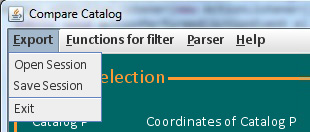 Compare Catalog
Export Functions for filter Parser Help
Open Session
Save Session
election
Exit
Catalog P Coordinates of Catalog P